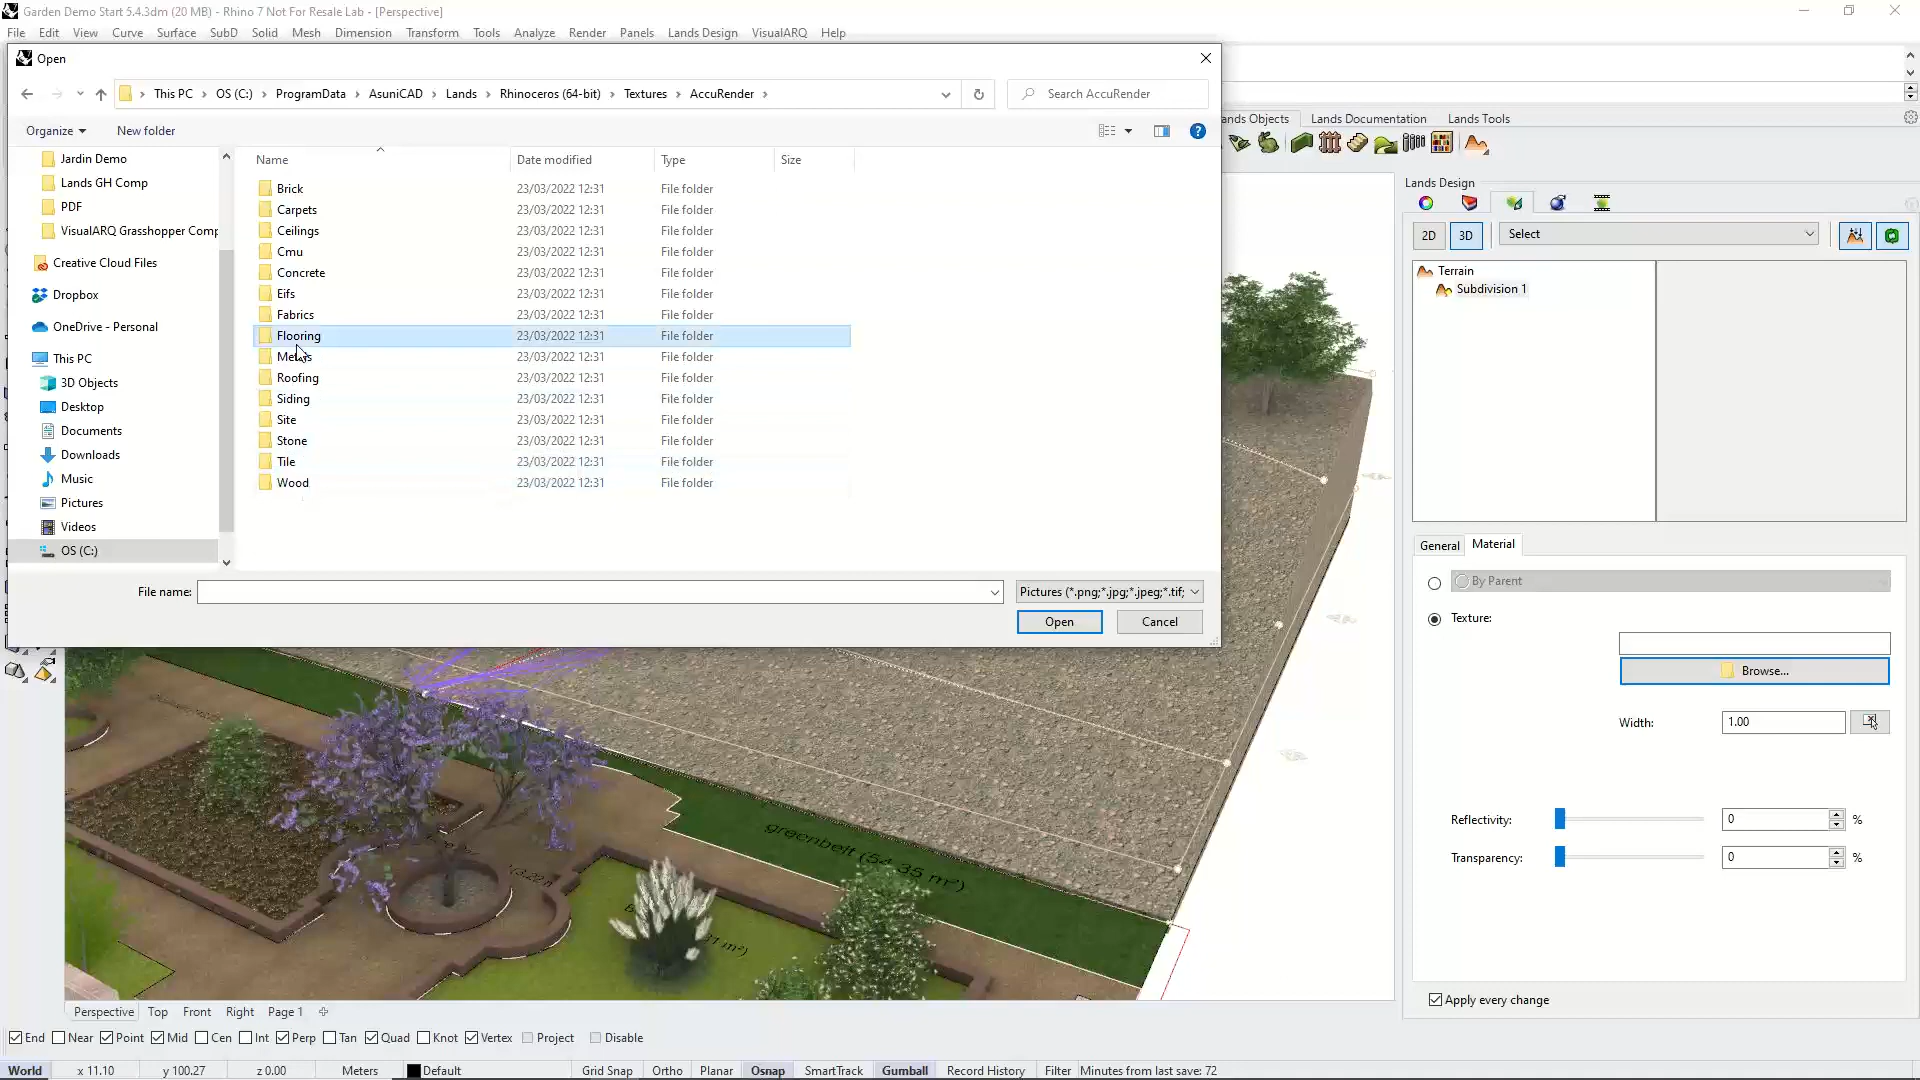 Garden Demo Start 5.4.3dm (20 MB) - Rhino 7 Not For Resale Lab - [Perspective]
File Edit View Curve Surface SubD Solid Mesh Dimension Transform Tools Analyze Render Panels Lands Design VisualARQ Help
Open
This PC > OS (C:) > ProgramData > AsuniCAD > Lands > Rhinoceros (64-bit) > Textures > AccuRender >
Search AccuRender
Organize
New folder
Jardin Demo
Lands GH Comp
PDF
VisualARQ Grasshopper Comp
Creative Cloud Files
Dropbox
OneDrive - Personal
This PC
3D Objects
Desktop
Documents
Downloads
Music
Pictures
Videos
OS (C:)
Name Date modified Type Size
Brick 23/03/2022 12:31 File folder
Carpets 23/03/2022 12:31 File folder
Ceilings 23/03/2022 12:31 File folder
Cmu 23/03/2022 12:31 File folder
Concrete 23/03/2022 12:31 File folder
Eifs 23/03/2022 12:31 File folder
Fabrics 23/03/2022 12:31 File folder
Flooring 23/03/2022 12:31 File folder
Metals 23/03/2022 12:31 File folder
Roofing 23/03/2022 12:31 File folder
Siding 23/03/2022 12:31 File folder
Site 23/03/2022 12:31 File folder
Stone 23/03/2022 12:31 File folder
Tile 23/03/2022 12:31 File folder
Wood 23/03/2022 12:31 File folder
File name:
Pictures (*.png;*.jpg;*.jpeg;*.tif;
Open Cancel
ands Objects Lands Documentation Lands Tools
Lands Design
2D 3D Select
Terrain
Subdivision 1
General Material
By Parent
Texture:
Browse...
Width: 1.00
Reflectivity: 0 %
Transparency: 0 %
Apply every change
greenbelt (54.35 m²)
Perspective Top Front Right Page 1
End Near Point Mid Cen Int Perp Tan Quad Knot Vertex Project Disable
World x 11.10 y 100.27 z 0.00 Meters Default Grid Snap Ortho Planar Osnap SmartTrack Gumball Record History Filter Minutes from last save: 72